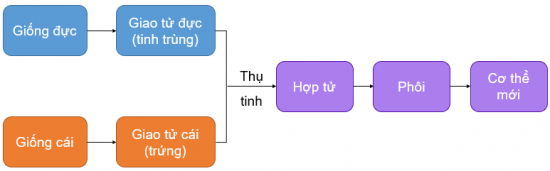 Giống đực
Giao tử đực
(tinh trùng)
Thụ
tinh
Hợp tử
Phôi
Cơ thể
mới
Giống cái
Giao tử cái
(trứng)